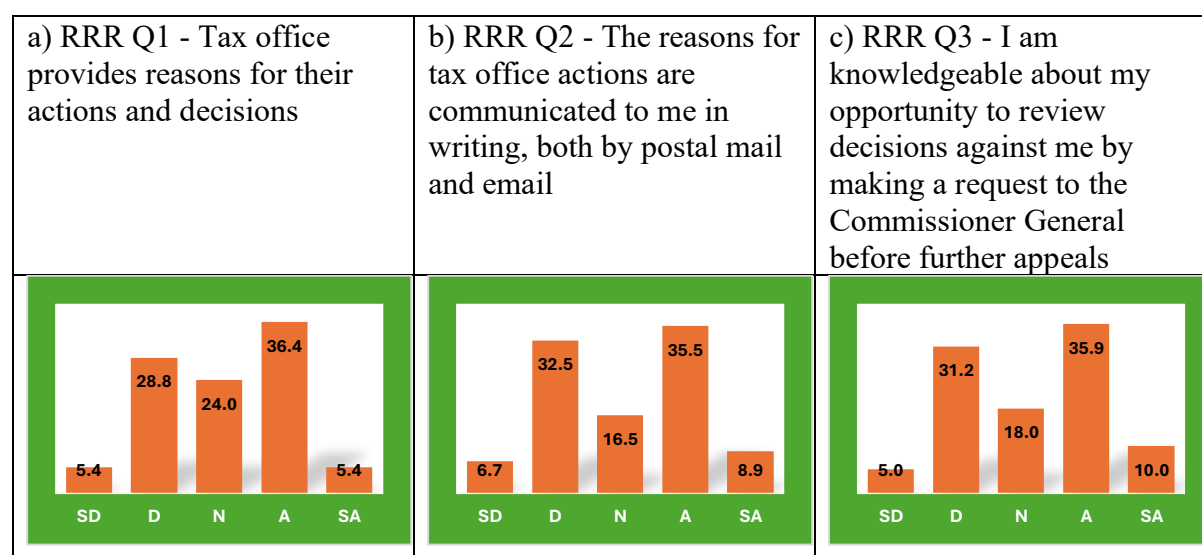 a) RRR Q1 - Tax office
provides reasons for their
actions and decisions
b) RRR Q2 - The reasons for
tax office actions are
communicated to me in
writing, both by postal mail
and email
c) RRR Q3 - I am
knowledgeable about my
opportunity to review
decisions against me by
making a request to the
Commissioner General
before further appeals
5.4 28.8 24.0 36.4 5.4
SD D N A SA
6.7 32.5 16.5 35.5 8.9
SD D N A SA
5.0 31.2 18.0 35.9 10.0
SD D N A SA